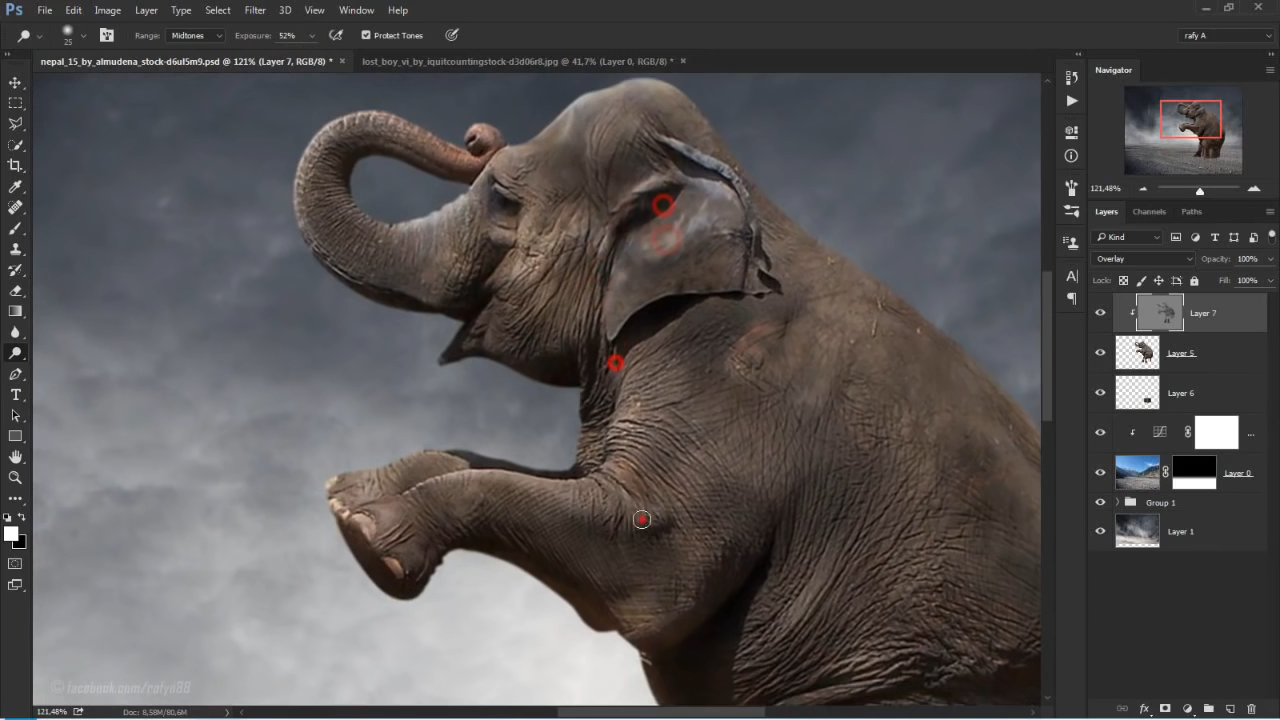 Ps File Edit Image Layer Type Select Filter 3D View Window Help
25 Range: Midtones Exposure: 52% Protect Tones rafy A
nepal_15_by_almudena_stock-d6ul5m9.psd @ 121% (Layer 7, RGB/8) * × lost_boy_vi_by_iquitcountingstock-d3d06r8.jpg @ 41,7% (Layer 0, RGB/8) * ×
Navigator
121,48%
Layers Channels Paths
Kind
Overlay Opacity: 100%
Lock: Fill: 100%
Layer 7
Layer 5
Layer 6
...
Layer 0
Group 1
Layer 1
© facebook.com/rafya88
121,48% Doc: 8,58M/80,6M
fx